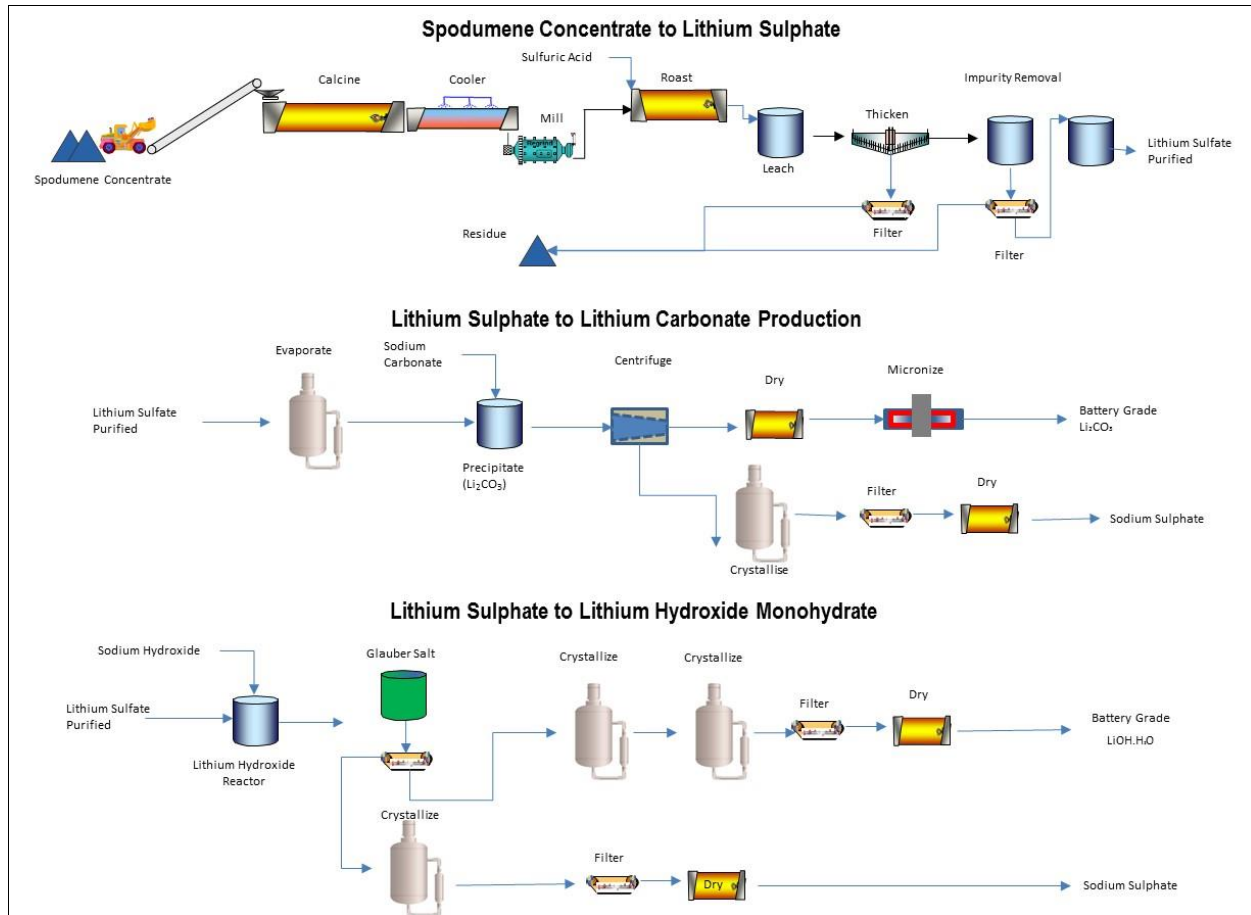 Spodumene Concentrate to Lithium Sulphate
Sulfuric Acid
Calcine
Cooler
Roast
Impurity Removal
Mill
Thicken
Lithium Sulfate
Purified
Spodumene Concentrate
Leach
Residue
Filter
Filter
Lithium Sulphate to Lithium Carbonate Production
Evaporate
Sodium
Carbonate
Centrifuge
Dry
Micronize
Lithium Sulfate
Purified
Battery Grade
Li₂CO₃
Precipitate
(Li₂CO₃)
Filter
Dry
Sodium Sulphate
Crystallise
Lithium Sulphate to Lithium Hydroxide Monohydrate
Sodium Hydroxide
Glauber Salt
Crystallize
Crystallize
Filter
Dry
Lithium Sulfate
Purified
Battery Grade
LiOH.H₂O
Lithium Hydroxide
Reactor
Crystallize
Filter
Dry
Sodium Sulphate